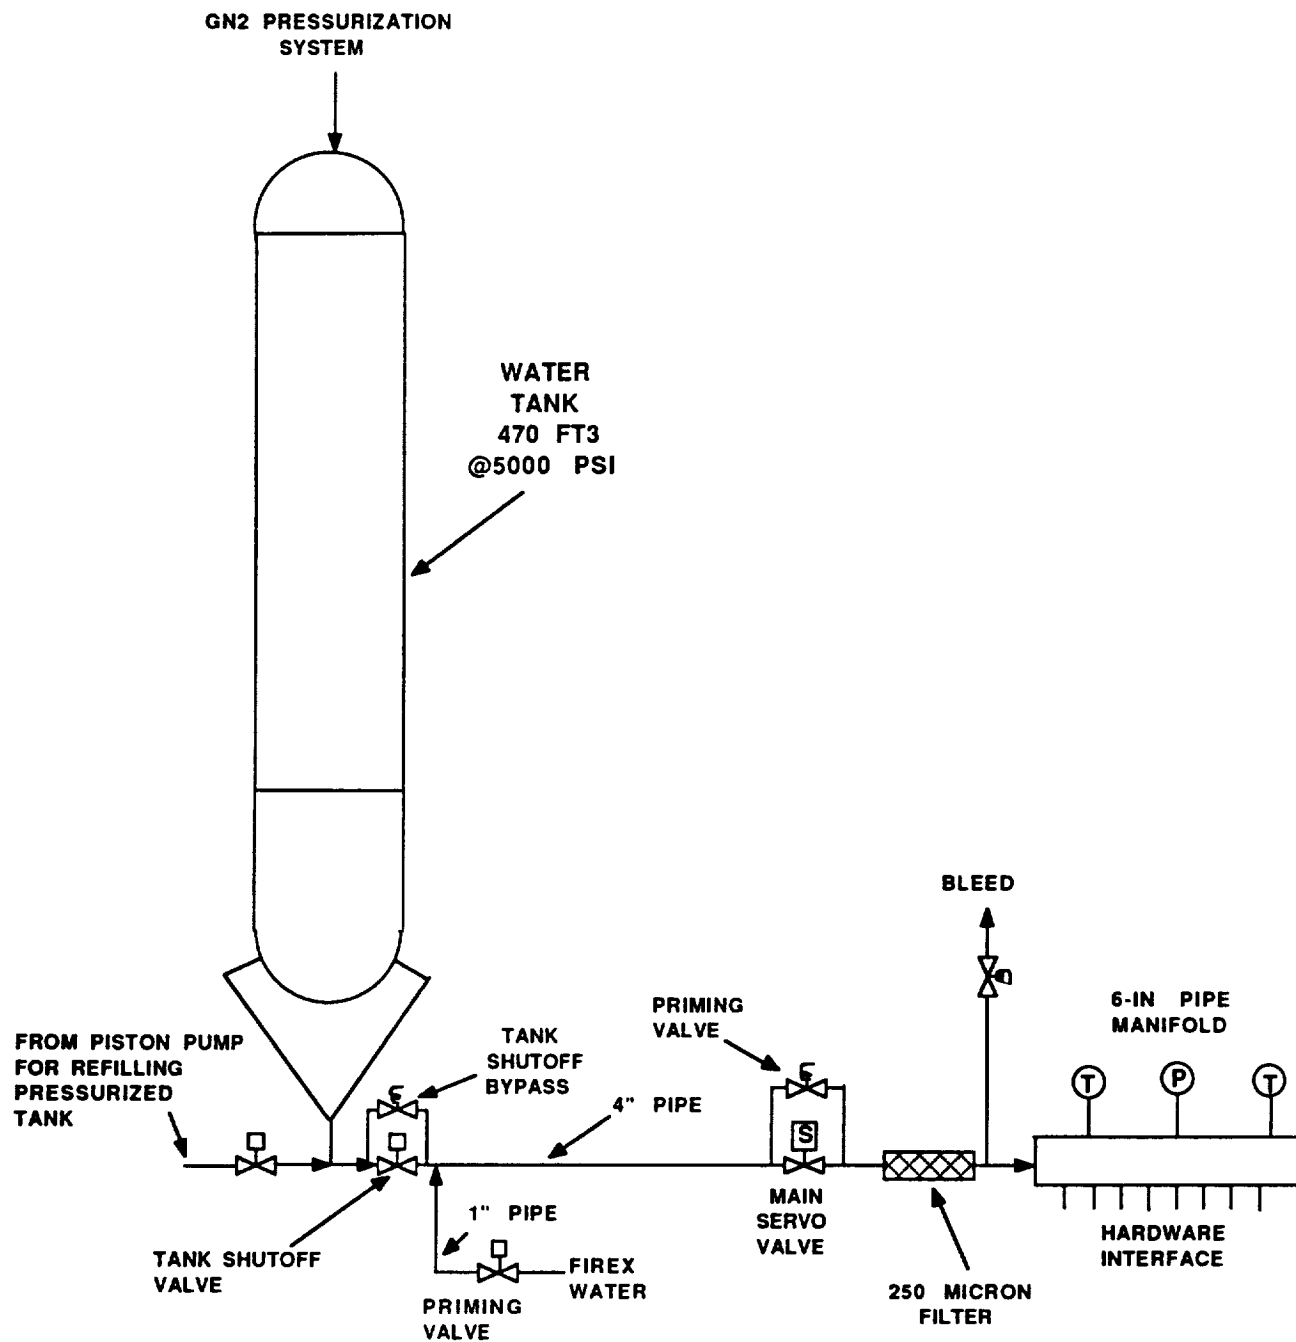 GN2 PRESSURIZATION
SYSTEM
WATER
TANK
470 FT3
@5000 PSI
BLEED
6-IN PIPE
MANIFOLD
PRIMING
VALVE
TANK
SHUTOFF
BYPASS
FROM PISTON PUMP
FOR REFILLING
PRESSURIZED
TANK
4" PIPE
T
P
T
S
MAIN
SERVO
VALVE
HARDWARE
INTERFACE
1" PIPE
TANK SHUTOFF
VALVE
FIREX
WATER
PRIMING
VALVE
250 MICRON
FILTER